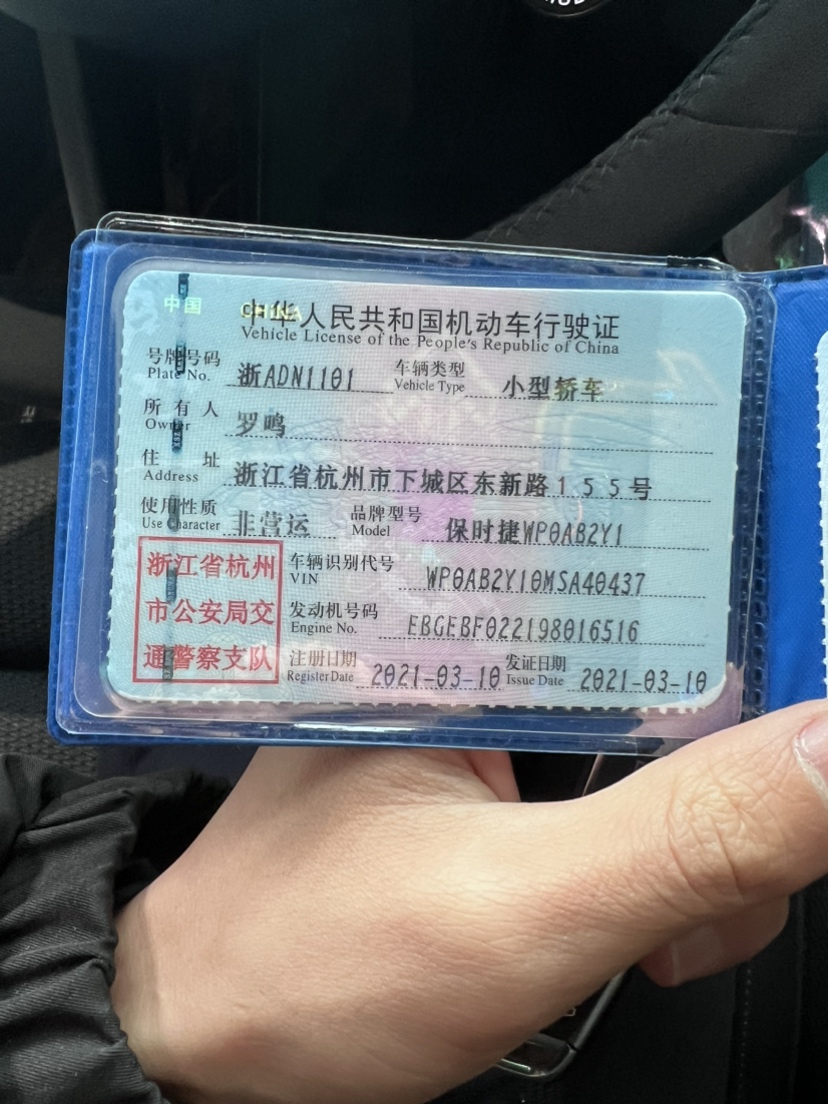 中国 CHINA
中华人民共和国机动车行驶证
Vehicle License of the People's Republic of China
号牌号码 浙ADN1101 车辆类型 小型轿车
Plate No. Vehicle Type
所有人 罗鸣
Owner
住址 浙江省杭州市下城区东新路155号
Address
使用性质 非营运 品牌型号 保时捷WP0AB2Y1
Use Character Model
浙江省杭州
市公安局交
通警察支队
车辆识别代号 WP0AB2Y10MSA40437
VIN
发动机号码 EBGEBF022198016516
Engine No.
注册日期 2021-03-10 发证日期 2021-03-10
Register Date Issue Date